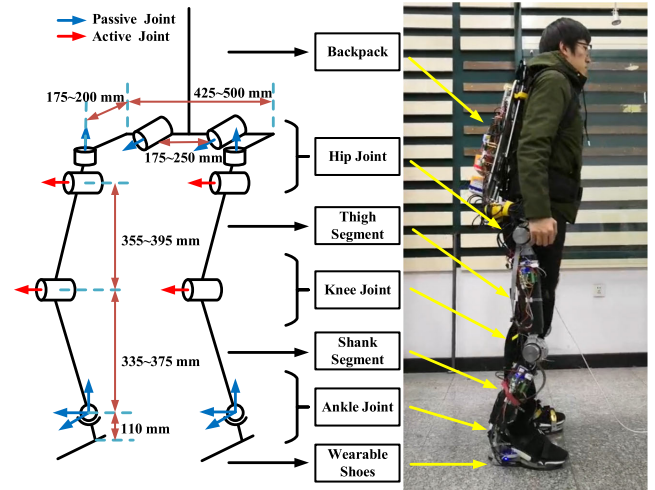 Passive Joint
Active Joint
175~200 mm
425~500 mm
175~250 mm
355~395 mm
335~375 mm
110 mm
Backpack
Hip Joint
Thigh
Segment
Knee Joint
Shank
Segment
Ankle Joint
Wearable
Shoes